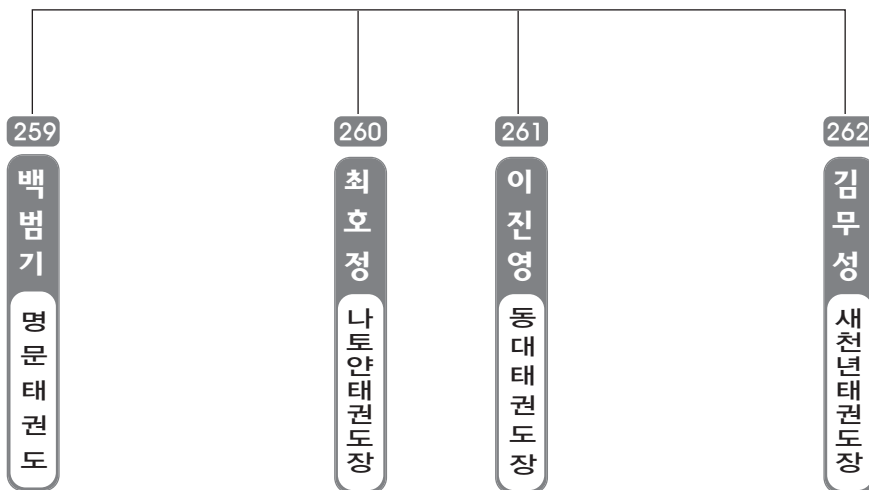 259
백범기
명문태권도
260
최호정
나토얀태권도장
261
이진영
동대태권도장
262
김무성
새천년태권도장